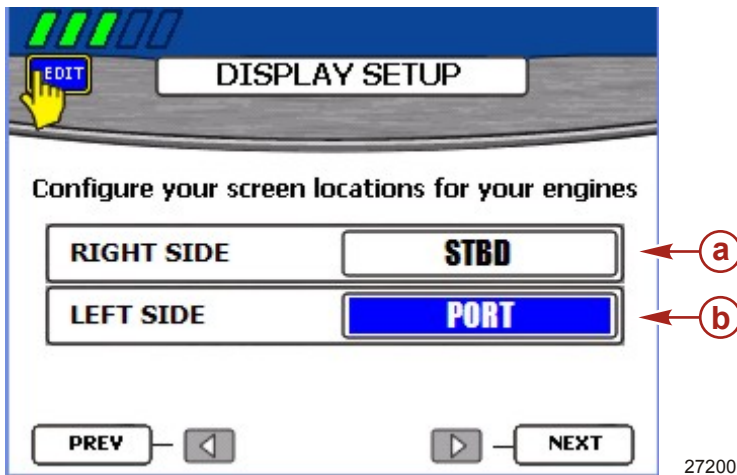 EDIT
DISPLAY SETUP
Configure your screen locations for your engines
RIGHT SIDE STBD a
LEFT SIDE PORT b
PREV NEXT
27200